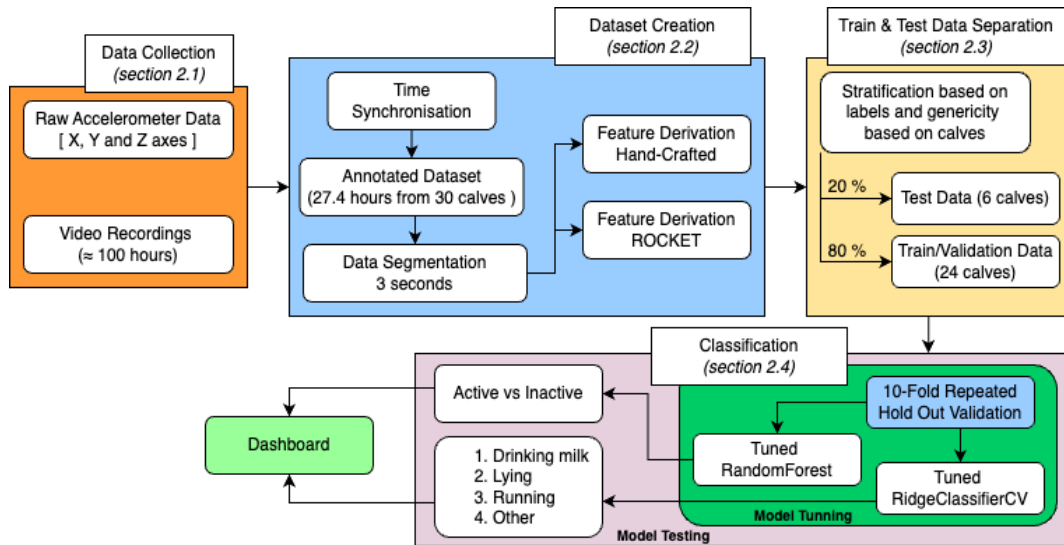 Data Collection
(section 2.1)
Raw Accelerometer Data
[ X, Y and Z axes ]
Video Recordings
(≈ 100 hours)
Dataset Creation
(section 2.2)
Time
Synchronisation
Annotated Dataset
(27.4 hours from 30 calves )
Data Segmentation
3 seconds
Feature Derivation
Hand-Crafted
Feature Derivation
ROCKET
Train & Test Data Separation
(section 2.3)
Stratification based on
labels and genericity
based on calves
20 %
Test Data (6 calves)
80 %
Train/Validation Data
(24 calves)
Classification
(section 2.4)
10-Fold Repeated
Hold Out Validation
Tuned
RandomForest
Tuned
RidgeClassifierCV
Model Tunning
Active vs Inactive
1. Drinking milk
2. Lying
3. Running
4. Other
Model Testing
Dashboard